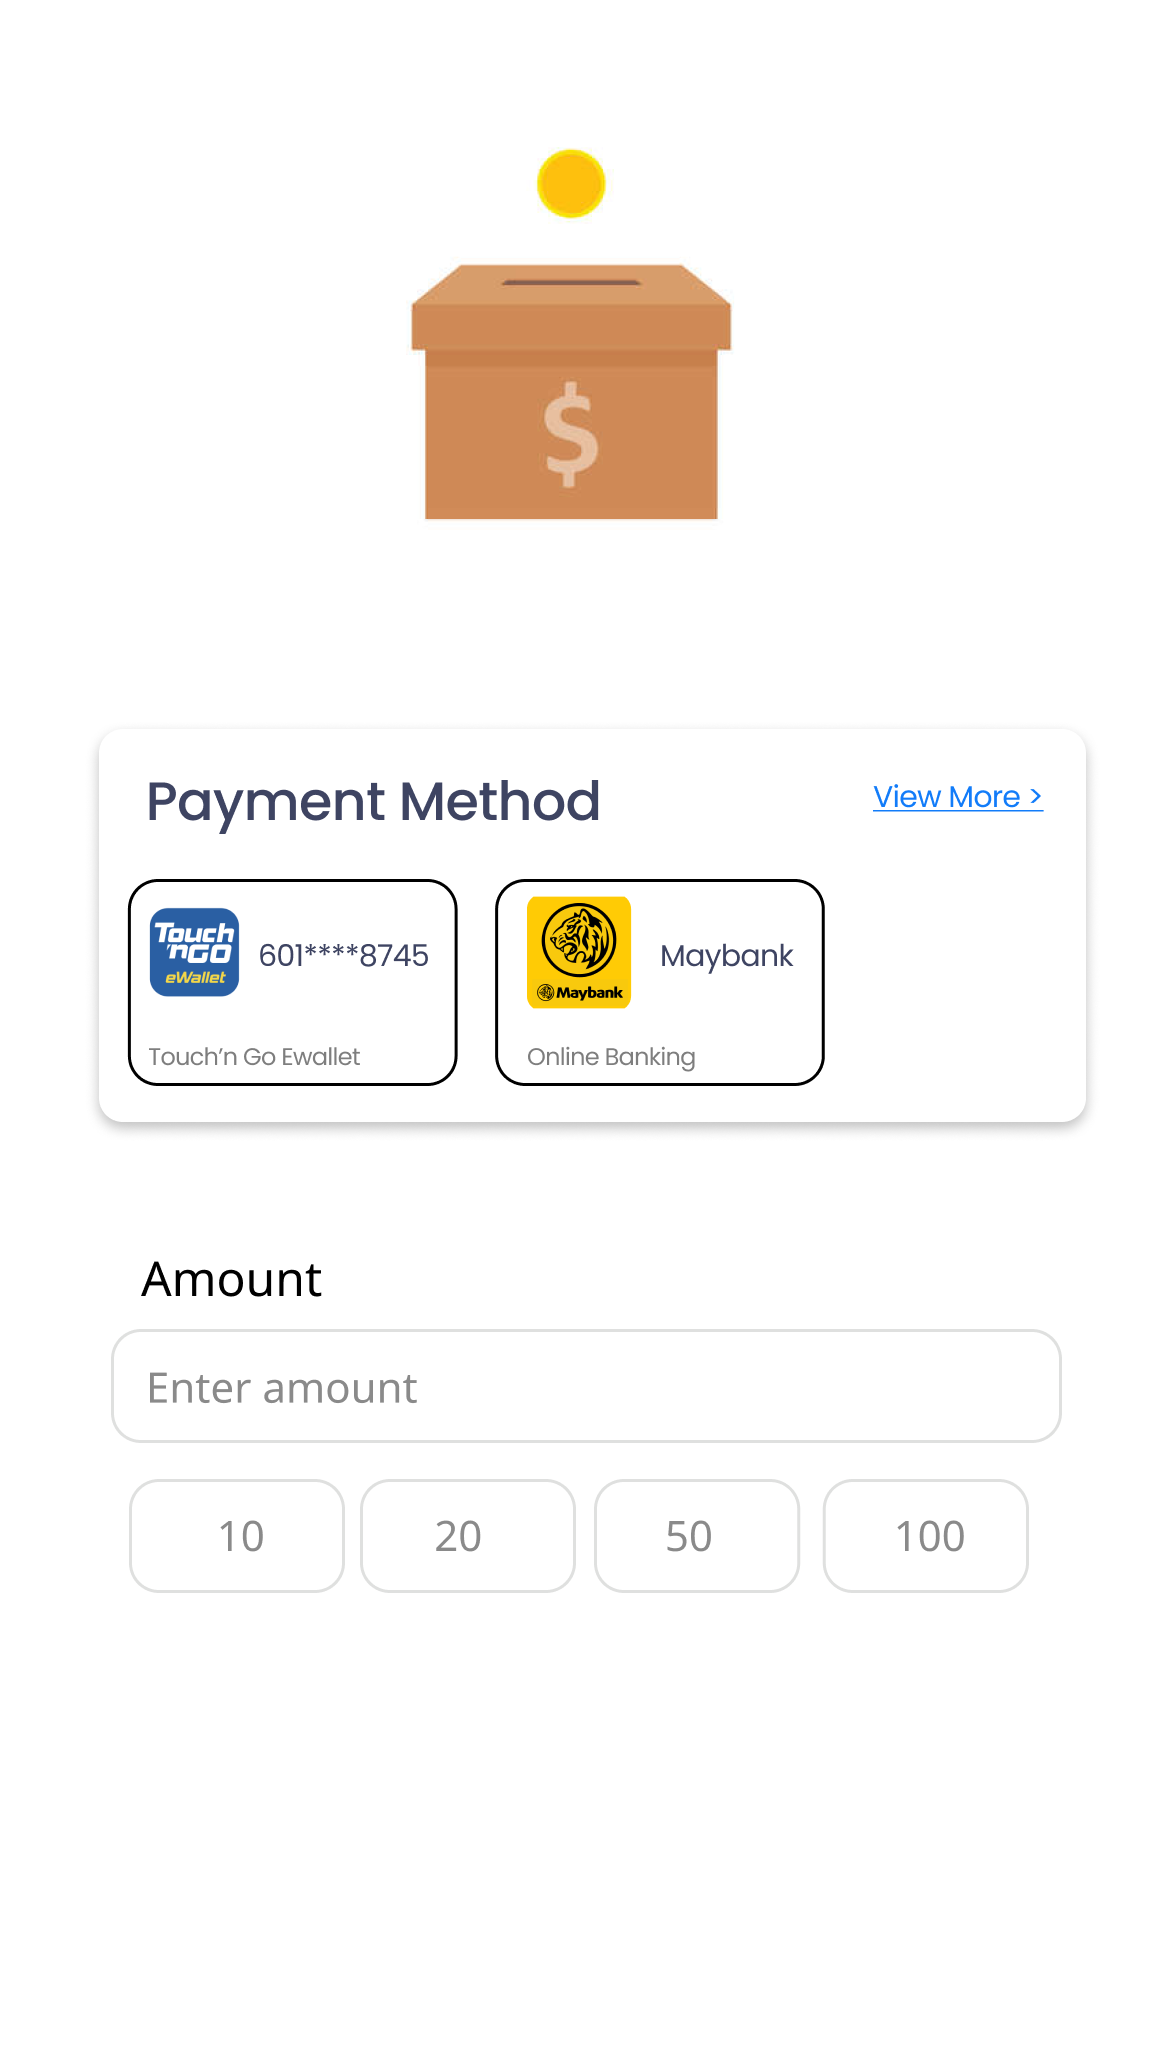 $
Payment Method
View More >
Touch
'nGO
eWallet
601****8745
Touch’n Go Ewallet
Maybank
Maybank
Online Banking
Amount
Enter amount
10
20
50
100